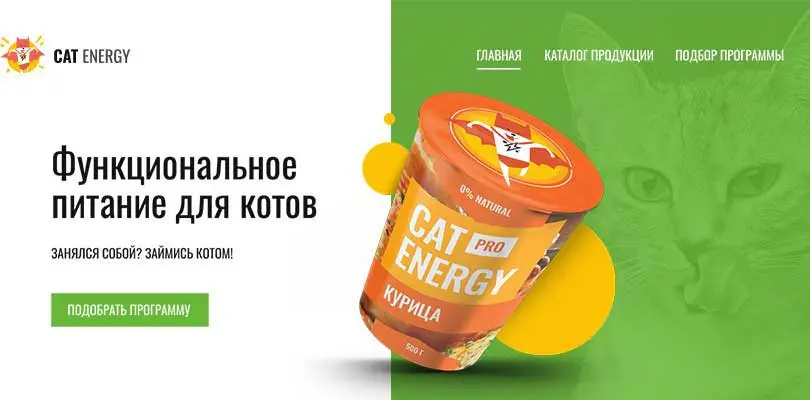 CAT ENERGY
ГЛАВНАЯ
КАТАЛОГ ПРОДУКЦИИ
ПОДБОР ПРОГРАММЫ
Функциональное
питание для котов
ЗАНЯЛСЯ СОБОЙ? ЗАЙМИСЬ КОТОМ!
ПОДОБРАТЬ ПРОГРАММУ
0% NATURAL
CAT PRO
ENERGY
КУРИЦА
500 Г